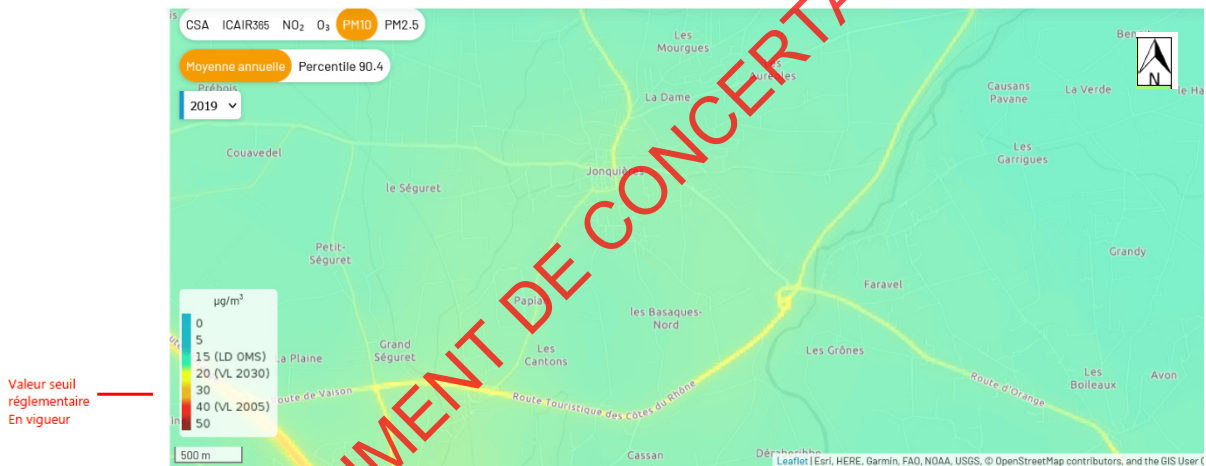 CSA ICAIR365 NO₂ O₃ PM10 PM2.5
Moyenne annuelle Percentile 90.4
2019
Prébois
Les
Mourgues
La Dame
Causans
Pavane
La Verde
N
Couavedel
le Séguret
Jonquières
Les
Garrigues
Petit-
Séguret
Grandy
Faravel
µg/m³
0
5
15 (LD OMS)
20 (VL 2030)
30
40 (VL 2005)
50
La Plaine
Grand
Séguret
les Basaques-
Nord
Les
Cantons
Les Grônes
Les
Boileaux
Avon
Route de Vaison
Route Touristique des Côtes du Rhône
Route d'Orange
Valeur seuil
réglementaire
En vigueur
500 m
Cassan
Leaflet | Esri, HERE, Garmin, FAO, NOAA, USGS, © OpenStreetMap contributors, and the GIS User C
UMENT DE CONCERTA